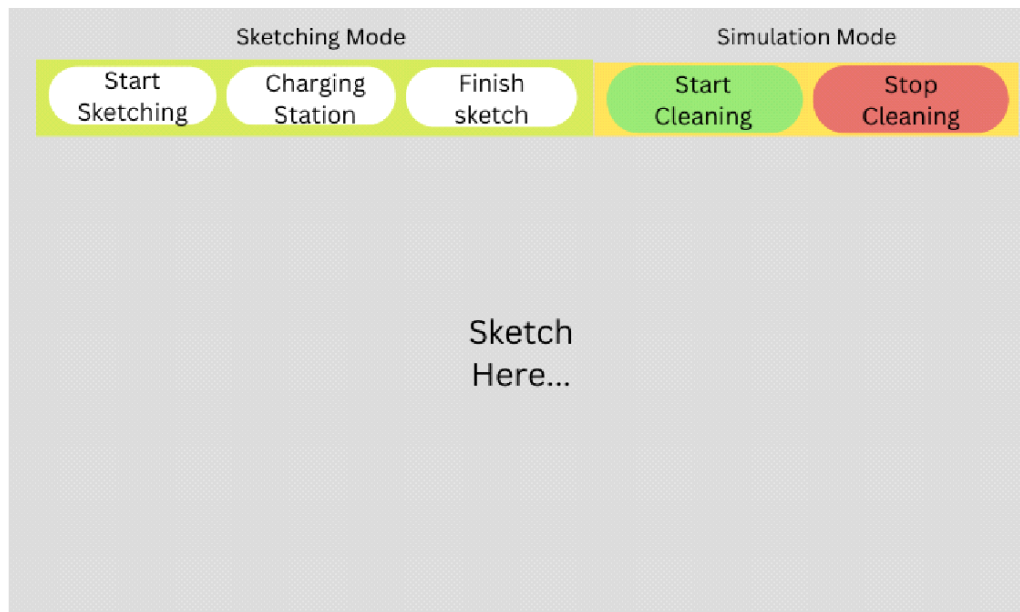 Sketching Mode
Simulation Mode
Start
Sketching
Charging
Station
Finish
sketch
Start
Cleaning
Stop
Cleaning
Sketch
Here...